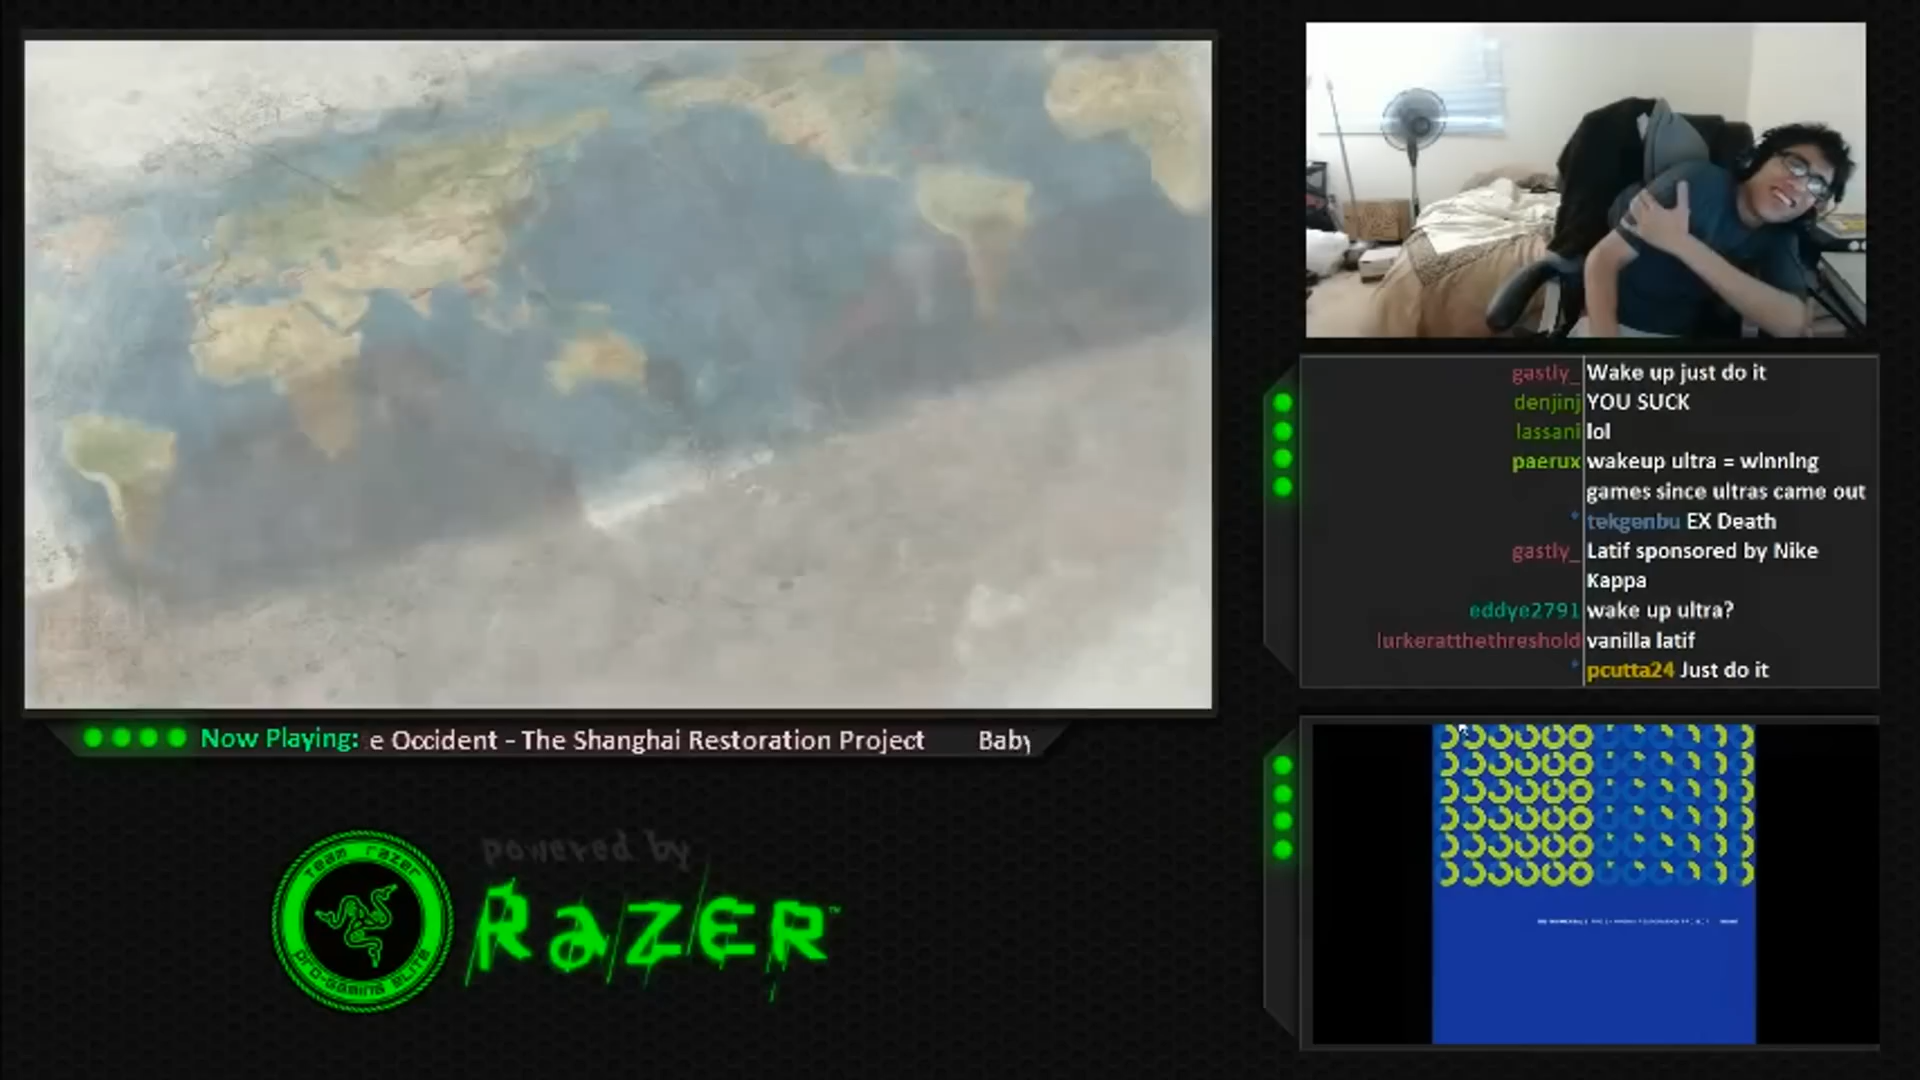 gastly_ Wake up just do it
denjinj YOU SUCK
lassani lol
paerux wakeup ultra = winning
games since ultras came out
* tekgenbu EX Death
gastly_ Latif sponsored by Nike
Kappa
eddye2791 wake up ultra?
lurkeratthethreshold vanilla latif
* pcutta24 Just do it
Now Playing: e Occident - The Shanghai Restoration Project Baby
powered by
RAZER™
TEAM RAZER
PRO-GAMING ELITE